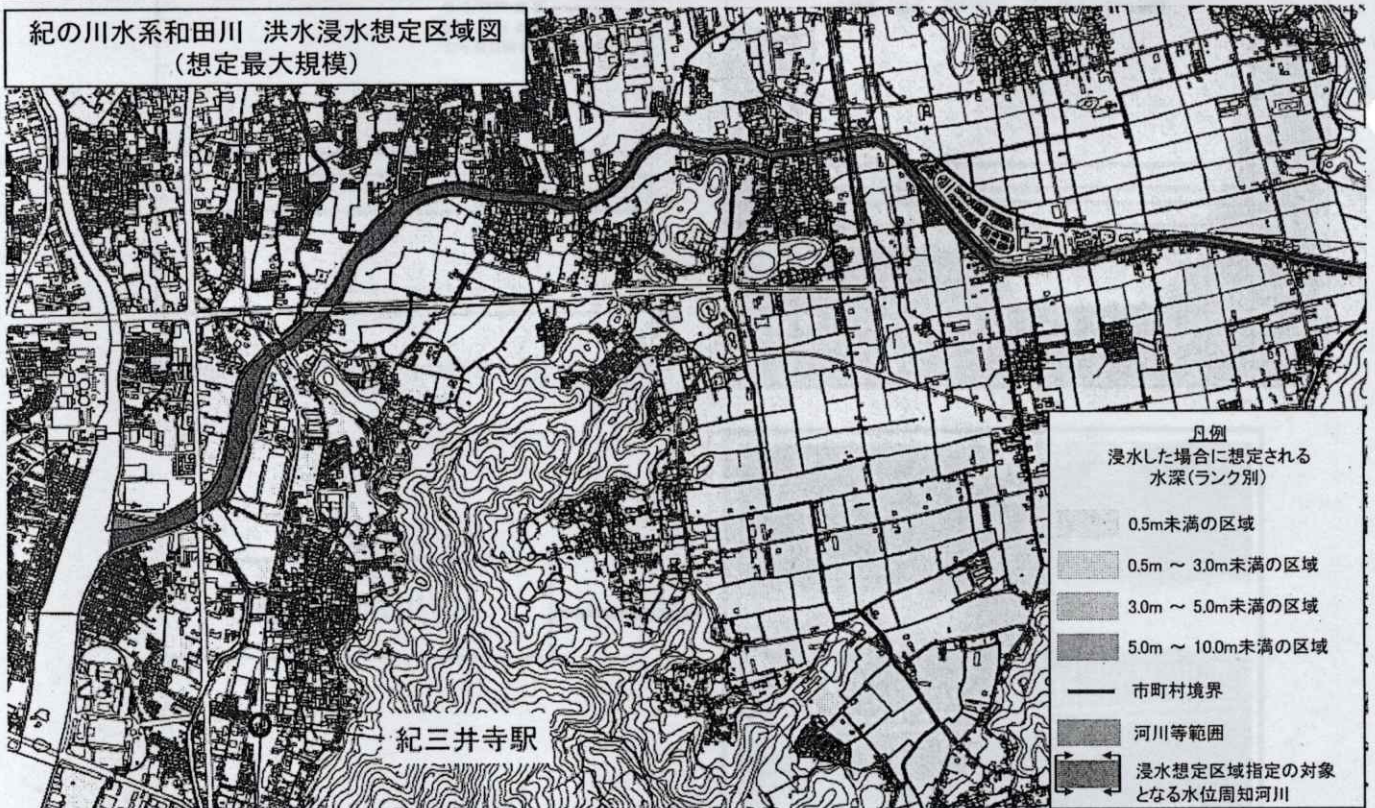 紀の川水系和田川 洪水浸水想定区域図
(想定最大規模)
紀三井寺駅
凡例
浸水した場合に想定される
水深(ランク別)
0.5m未満の区域
0.5m ～ 3.0m未満の区域
3.0m ～ 5.0m未満の区域
5.0m ～ 10.0m未満の区域
市町村境界
河川等範囲
浸水想定区域指定の対象
となる水位周知河川